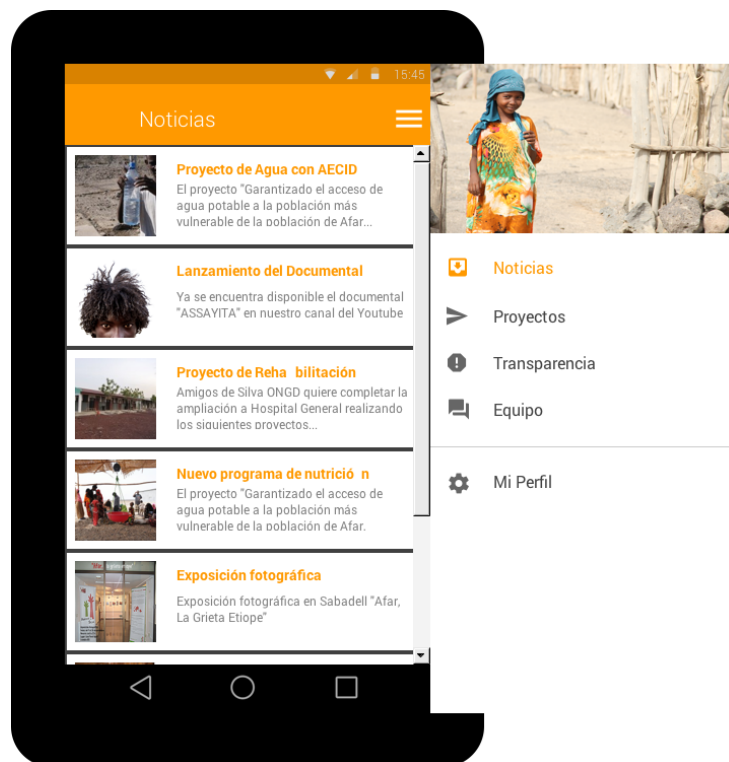 15:45
Noticias
Proyecto de Agua con AECID
El proyecto "Garantizado el acceso de
agua potable a la población más
vulnerable de la población de Afar...
Lanzamiento del Documental
Ya se encuentra disponible el documental
"ASSAYITA" en nuestro canal del Youtube
Proyecto de Reha bilitación
Amigos de Silva ONGD quiere completar la
ampliación a Hospital General realizando
los siguientes proyectos...
Nuevo programa de nutrició n
El proyecto "Garantizado el acceso de
agua potable a la población más
vulnerable de la población de Afar.
Exposición fotográfica
Exposición fotográfica en Sabadell "Afar,
La Grieta Etiope"
Noticias
Proyectos
Transparencia
Equipo
Mi Perfil